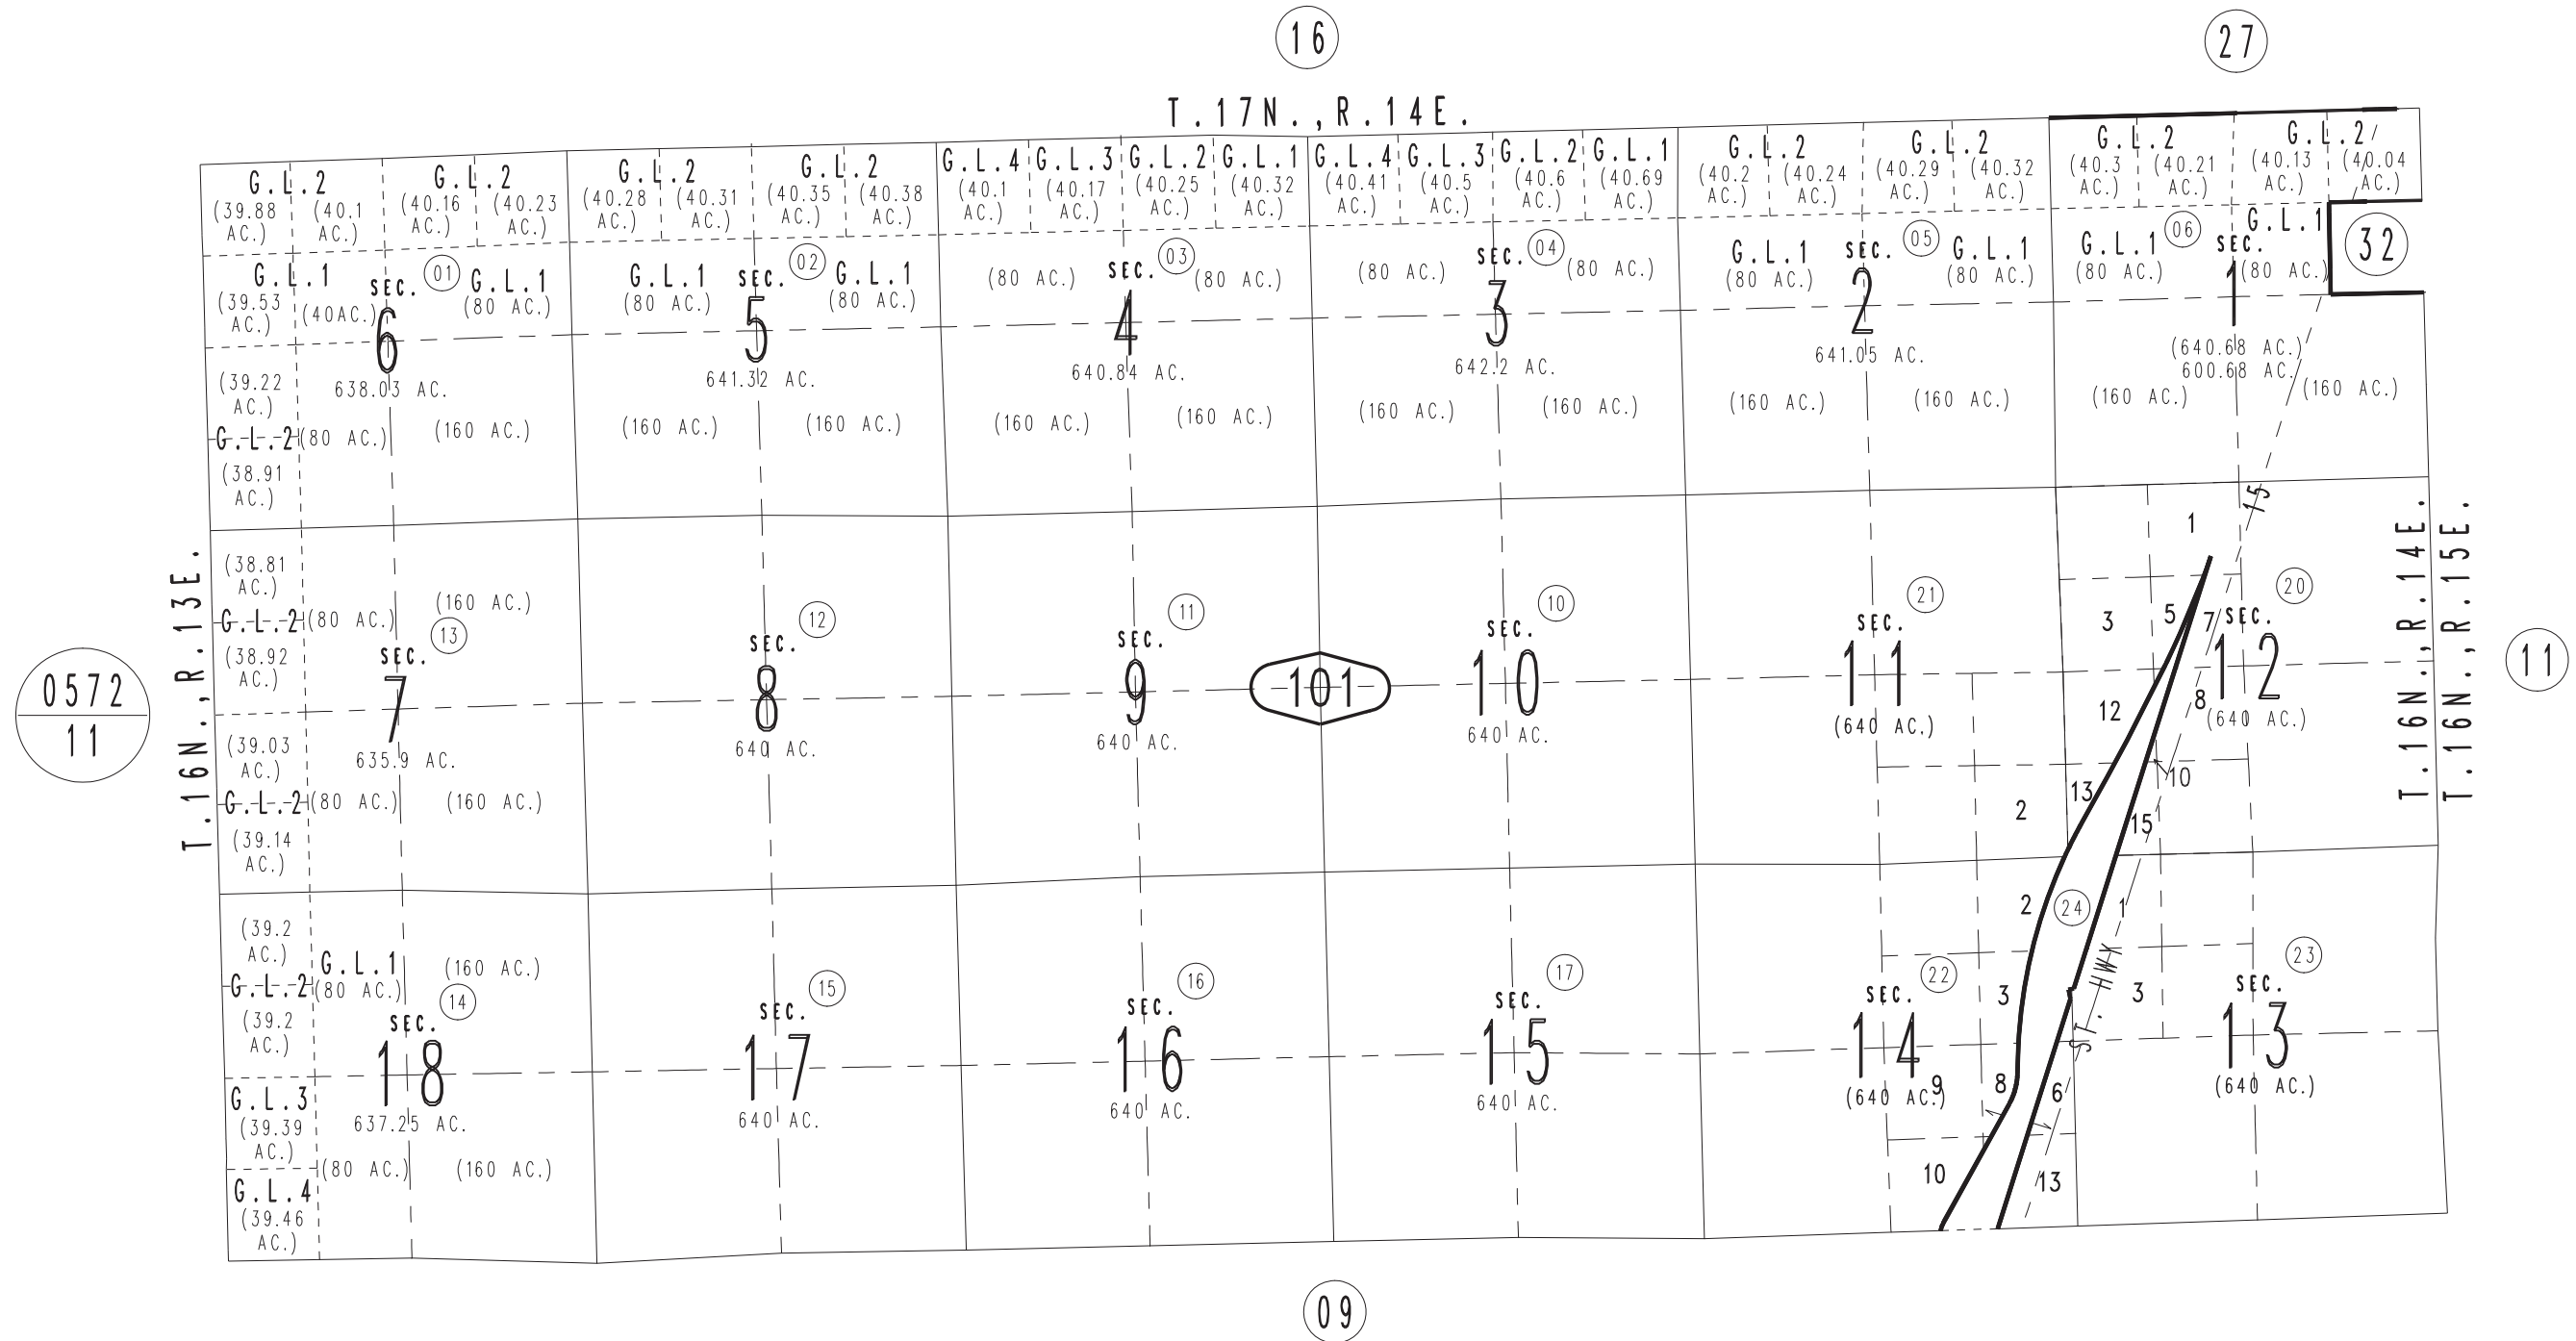 16
27
T.17N.,R.14E.
G.L.2
G.L.2
G.L.2
G.L.2
G.L.4
G.L.3
G.L.2
G.L.1
G.L.4
G.L.3
G.L.2
G.L.1
G.L.2
G.L.2
G.L.2
G.L.2
(39.88
AC.)
(40.1
AC.)
(40.16
AC.)
(40.23
AC.)
(40.28
AC.)
(40.31
AC.)
(40.35
AC.)
(40.38
AC.)
(40.1
AC.)
(40.17
AC.)
(40.25
AC.)
(40.32
AC.)
(40.41
AC.)
(40.5
AC.)
(40.6
AC.)
(40.69
AC.)
(40.2
AC.)
(40.24
AC.)
(40.29
AC.)
(40.32
AC.)
(40.3
AC.)
(40.21
AC.)
(40.13
AC.)
(40.04
AC.)
G.L.1
(39.53
AC.)
(40AC.)
SEC.
01
6
638.03 AC.
G.L.1
(80 AC.)
(39.22
AC.)
G.L.2
(80 AC.)
(160 AC.)
(38.91
AC.)
G.L.1
(80 AC.)
SEC.
02
5
641.32 AC.
G.L.1
(80 AC.)
(160 AC.)
(160 AC.)
(80 AC.)
SEC.
03
4
640.84 AC.
(80 AC.)
(160 AC.)
(160 AC.)
(80 AC.)
SEC.
04
3
642.2 AC.
(80 AC.)
(160 AC.)
(160 AC.)
G.L.1
(80 AC.)
SEC.
05
2
641.05 AC.
G.L.1
(80 AC.)
(160 AC.)
(160 AC.)
G.L.1
(80 AC.)
06
SEC.
1
G.L.1
(80 AC.)
32
(640.68 AC.)
600.68 AC.
(160 AC.)
(160 AC.)
T.16N.,R.13E.
0572
11
(38.81
AC.)
G.L.2
(80 AC.)
(160 AC.)
(38.92
AC.)
SEC.
13
7
635.9 AC.
(39.03
AC.)
G.L.2
(80 AC.)
(160 AC.)
(39.14
AC.)
SEC.
12
8
640 AC.
SEC.
11
9
640 AC.
101
SEC.
10
10
640 AC.
SEC.
21
11
(640 AC.)
2
15
1
3
5
7
SEC.
20
12
(640 AC.)
12
8
13
10
15
T.16N.,R.14E.
T.16N.,R.15E.
11
(39.2
AC.)
G.L.2
G.L.1
(80 AC.)
(160 AC.)
(39.2
AC.)
SEC.
14
18
637.25 AC.
G.L.3
(39.39
AC.)
(80 AC.)
(160 AC.)
G.L.4
(39.46
AC.)
SEC.
15
17
640 AC.
SEC.
16
16
640 AC.
SEC.
17
15
640 AC.
2
24
1
SEC.
22
14
(640 AC.)
3
9
8
6
10
13
ST. HWY
3
SEC.
23
13
(640 AC.)
09